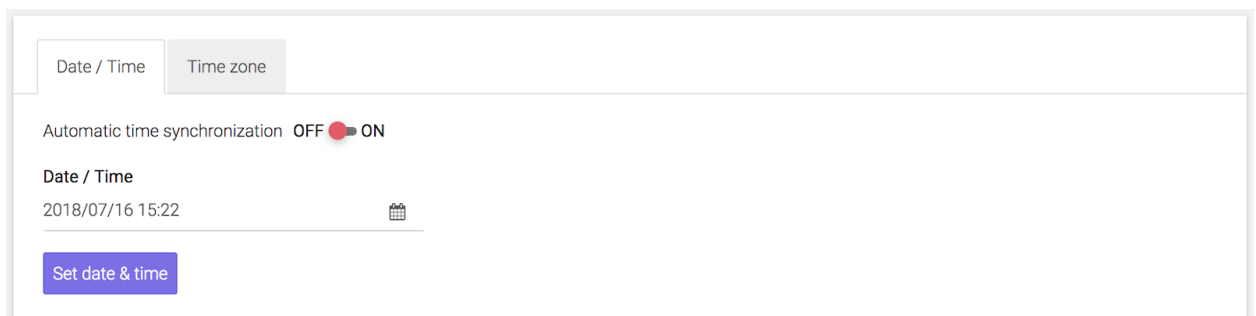 Date / Time Time zone
Automatic time synchronization OFF ON
Date / Time
2018/07/16 15:22
Set date & time